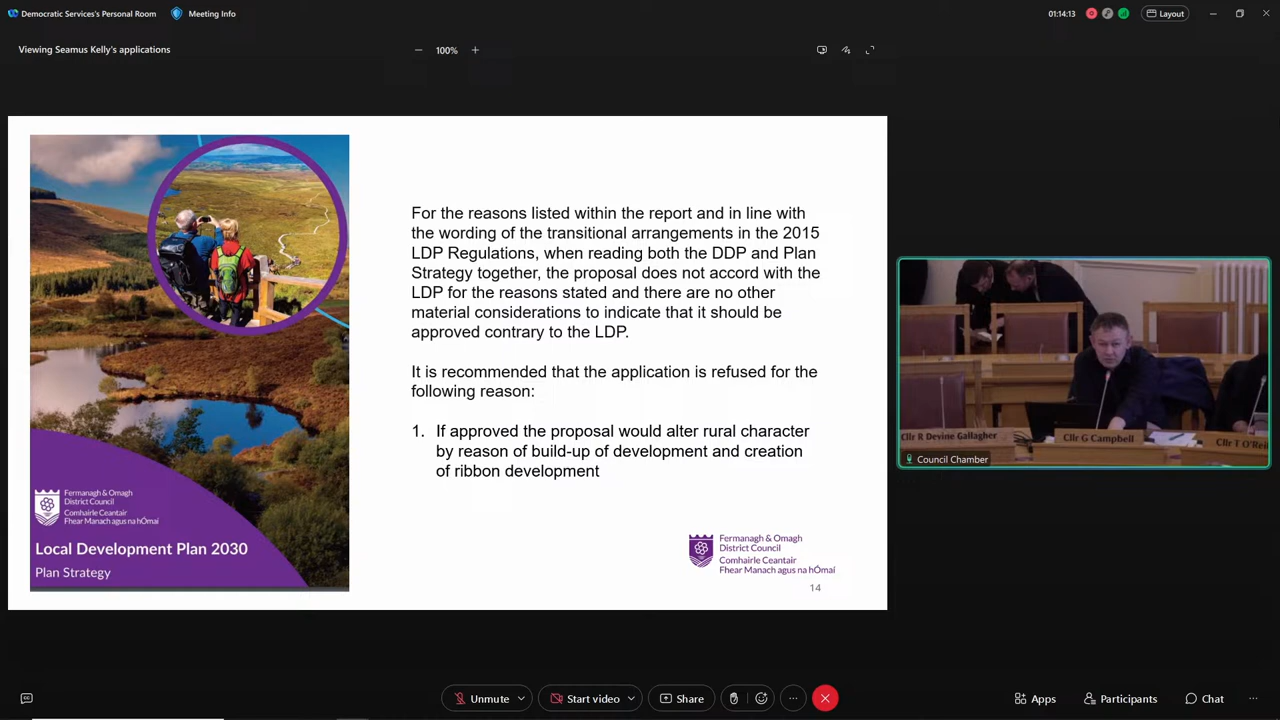 Democratic Services's Personal Room
Meeting Info
01:14:13
Layout
Viewing Seamus Kelly's applications
100%
For the reasons listed within the report and in line with
the wording of the transitional arrangements in the 2015
LDP Regulations, when reading both the DDP and Plan
Strategy together, the proposal does not accord with the
LDP for the reasons stated and there are no other
material considerations to indicate that it should be
approved contrary to the LDP.
It is recommended that the application is refused for the
following reason:
1. If approved the proposal would alter rural character
by reason of build-up of development and creation
of ribbon development
Fermanagh & Omagh
District Council
Comhairle Ceantair
Fhear Manach agus na hÓmaí
Local Development Plan 2030
Plan Strategy
Fermanagh & Omagh
District Council
Comhairle Ceantair
Fhear Manach agus na hÓmaí
14
Cllr R Devine Gallagher
Cllr G Campbell
Cllr T O'Rei
Council Chamber
CC
Unmute
Start video
Share
Apps
Participants
Chat